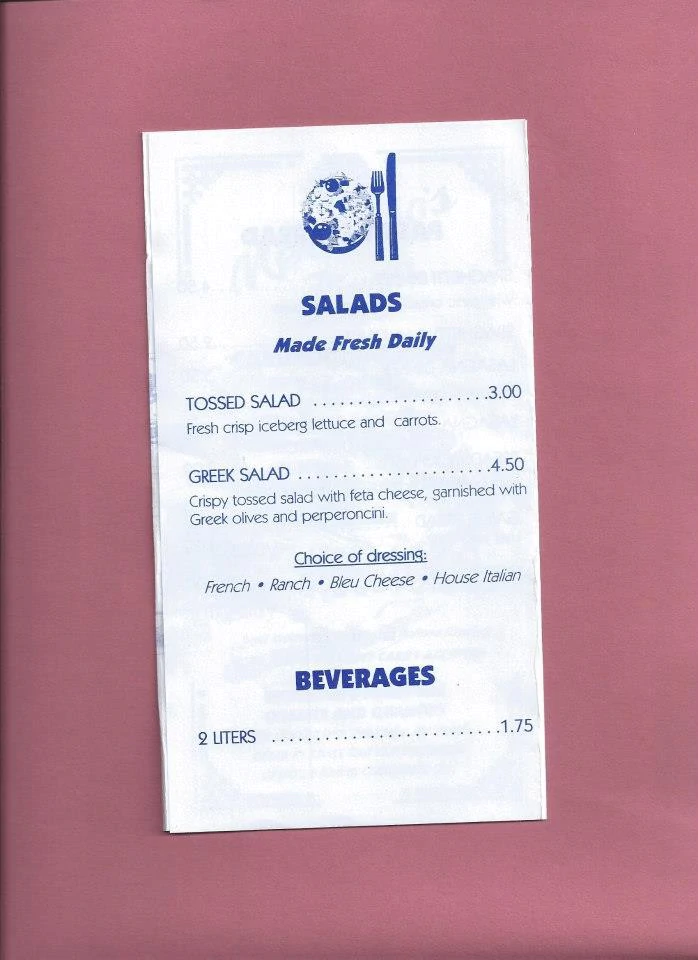 SALADS
Made Fresh Daily
TOSSED SALAD ....................3.00
Fresh crisp iceberg lettuce and carrots.
GREEK SALAD ......................4.50
Crispy tossed salad with feta cheese, garnished with
Greek olives and perperoncini.
Choice of dressing:
French • Ranch • Bleu Cheese • House Italian
BEVERAGES
2 LITERS ..........................1.75